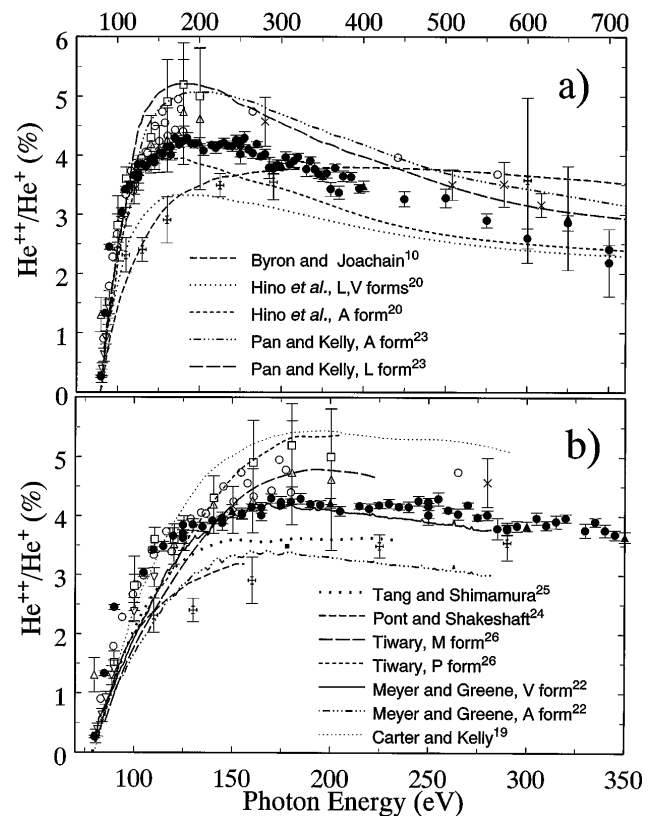 100 200 300 400 500 600 700
6
5
4
3
2
1
0
He++/He+ (%)
a)
Byron and Joachain10
Hino et al., L,V forms20
Hino et al., A form20
Pan and Kelly, A form23
Pan and Kelly, L form23
5
4
3
2
1
0
He++/He+ (%)
b)
Tang and Shimamura25
Pont and Shakeshaft24
Tiwary, M form26
Tiwary, P form26
Meyer and Greene, V form22
Meyer and Greene, A form22
Carter and Kelly19
100 150 200 250 300 350
Photon Energy (eV)